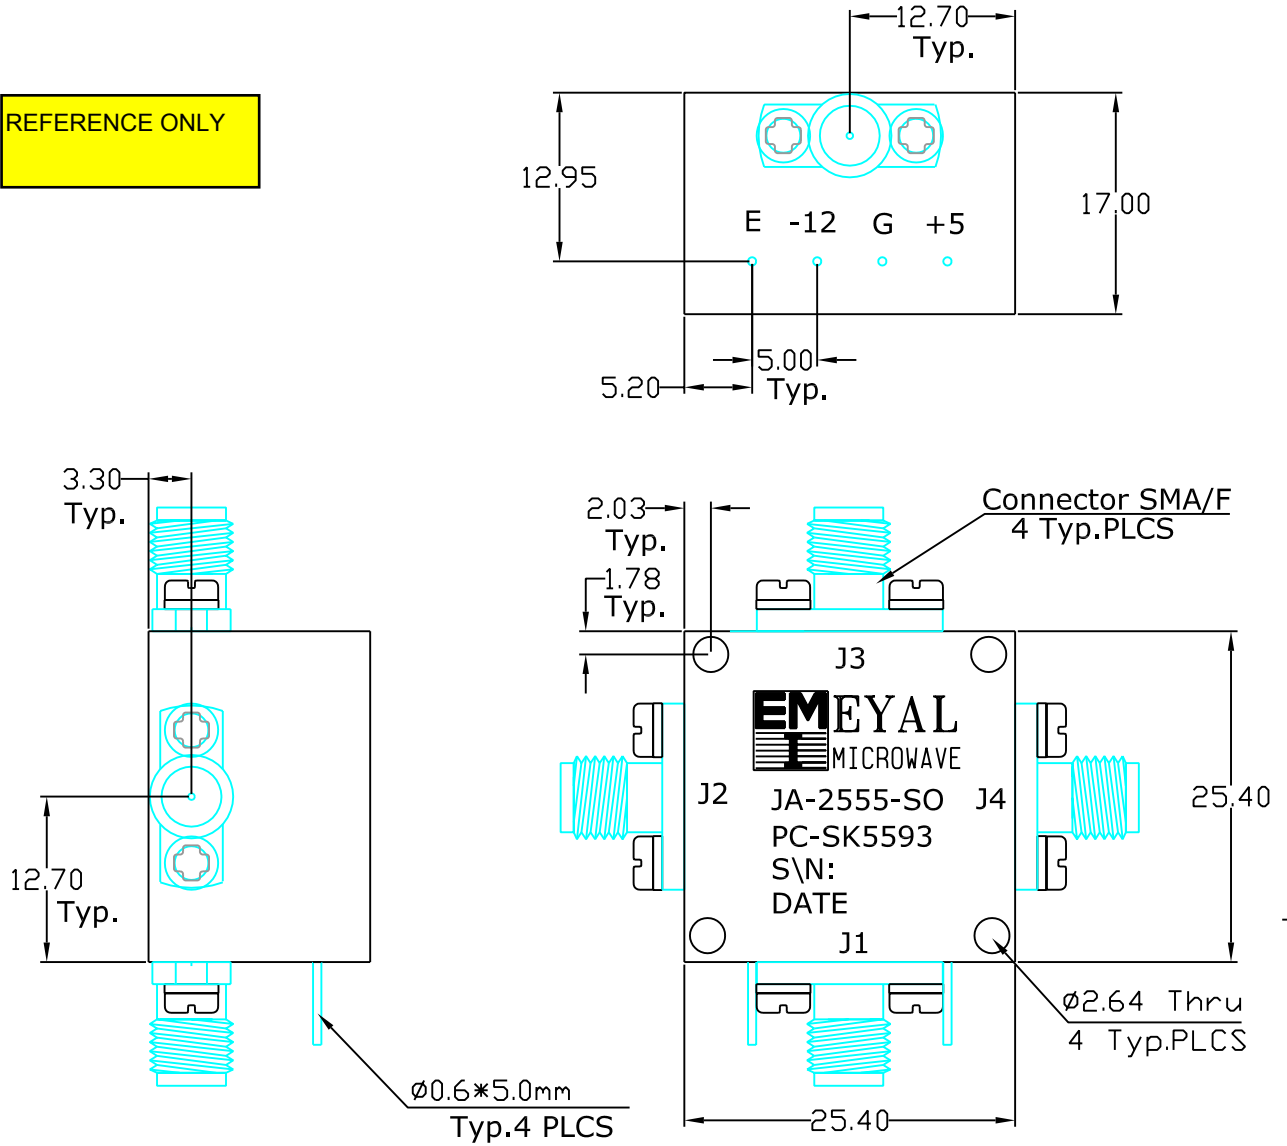 12.70
Typ.
REFERENCE ONLY
12.95
17.00
E -12 G +5
5.00
Typ.
5.20
3.30
Typ.
2.03
Typ.
1.78
Typ.
Connector SMA/F
4 Typ.PLCS
J3
EM
I
EYAL
MICROWAVE
J2
J4
JA-2555-SO
PC-SK5593
S\N:
DATE
J1
25.40
12.70
Typ.
Ø2.64 Thru
4 Typ.PLCS
Ø0.6*5.0mm
Typ.4 PLCS
25.40